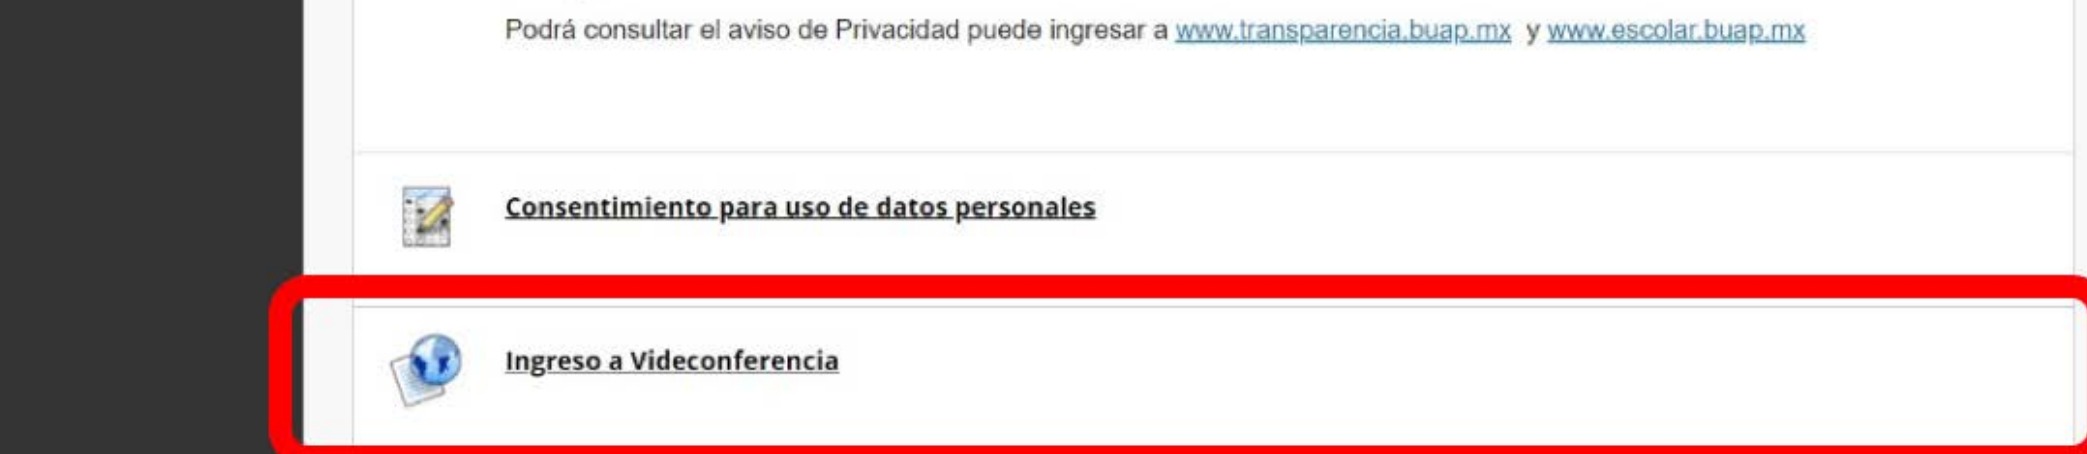 Podrá consultar el aviso de Privacidad puede ingresar a www.transparencia.buap.mx y www.escolar.buap.mx
Consentimiento para uso de datos personales
Ingreso a Videconferencia